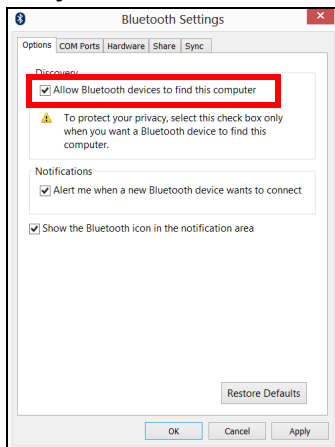 Bluetooth Settings
Options COM Ports Hardware Share Sync
Discovery
Allow Bluetooth devices to find this computer
To protect your privacy, select this check box only
when you want a Bluetooth device to find this
computer.
Notifications
Alert me when a new Bluetooth device wants to connect
Show the Bluetooth icon in the notification area
Restore Defaults
OK Cancel Apply